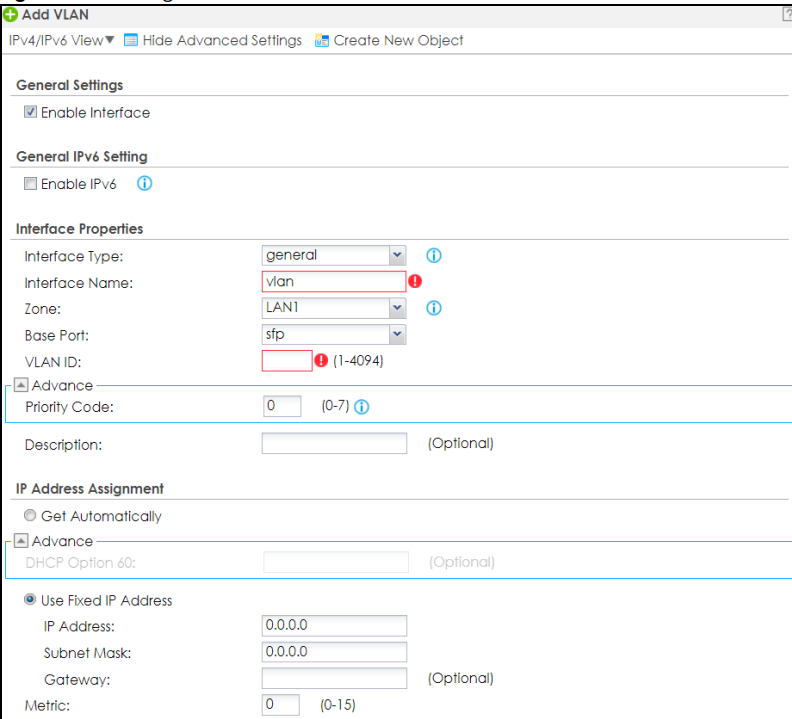 Add VLAN
IPv4/IPv6 View Hide Advanced Settings Create New Object
General Settings
Enable Interface
General IPv6 Setting
Enable IPv6
Interface Properties
Interface Type: general
Interface Name: vlan
Zone: LAN1
Base Port: sfp
VLAN ID: (1-4094)
Advance
Priority Code: 0 (0-7)
Description: (Optional)
IP Address Assignment
Get Automatically
Advance
DHCP Option 60: (Optional)
Use Fixed IP Address
IP Address: 0.0.0.0
Subnet Mask: 0.0.0.0
Gateway: (Optional)
Metric: 0 (0-15)